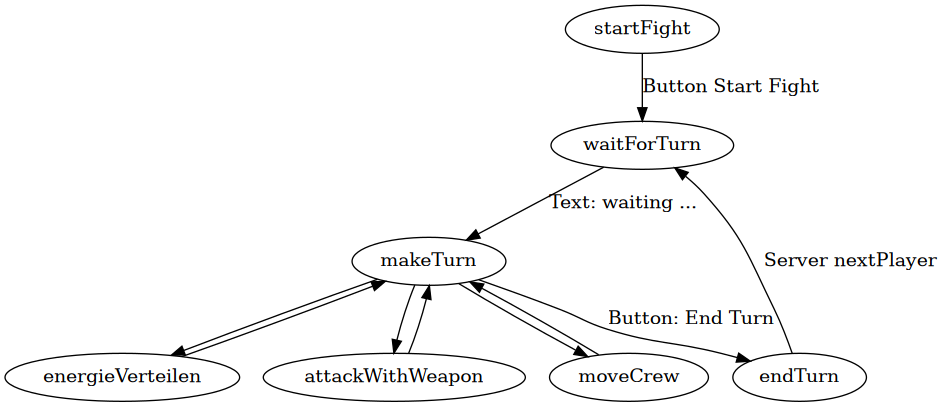 startFight
Button Start Fight
waitForTurn
Text: waiting ...
makeTurn
Server nextPlayer
Button: End Turn
energieVerteilen
attackWithWeapon
moveCrew
endTurn